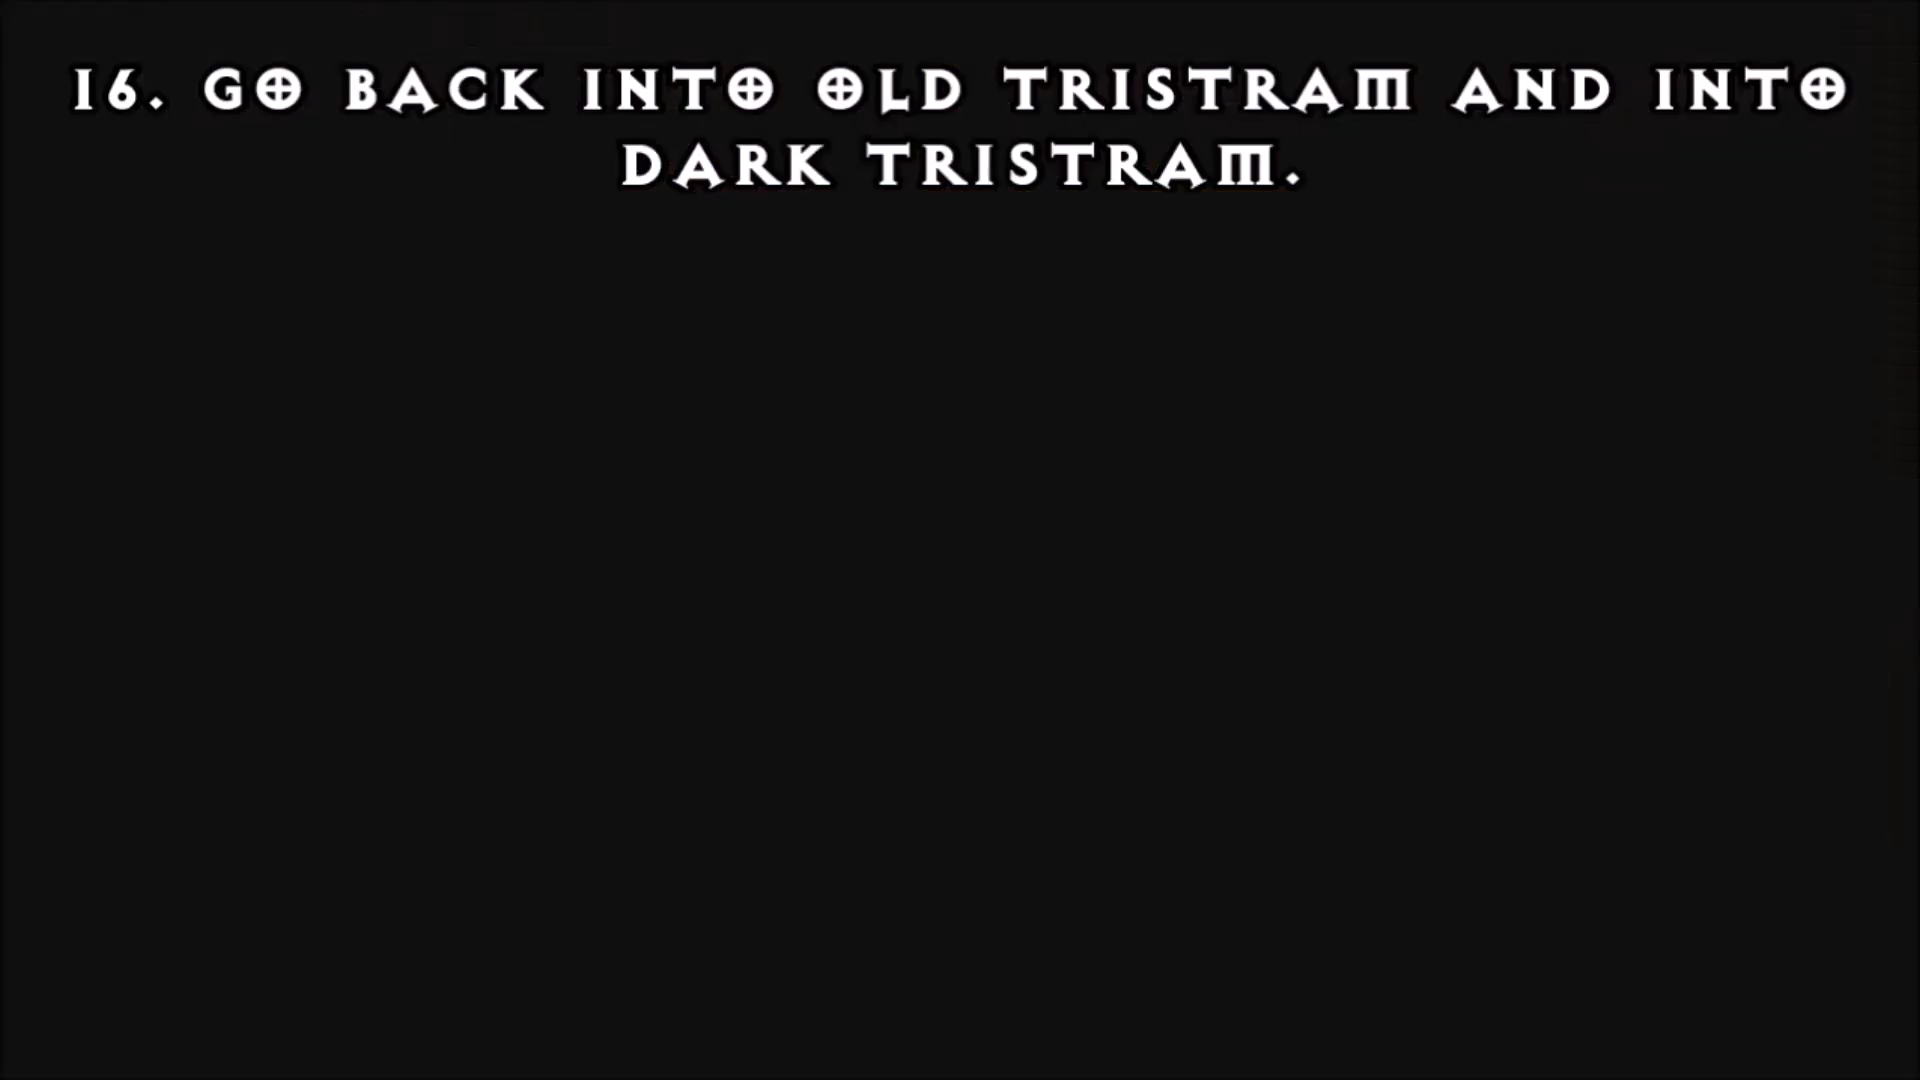 16. GO BACK INTO OLD TRISTRAM AND INTO
DARK TRISTRAM.